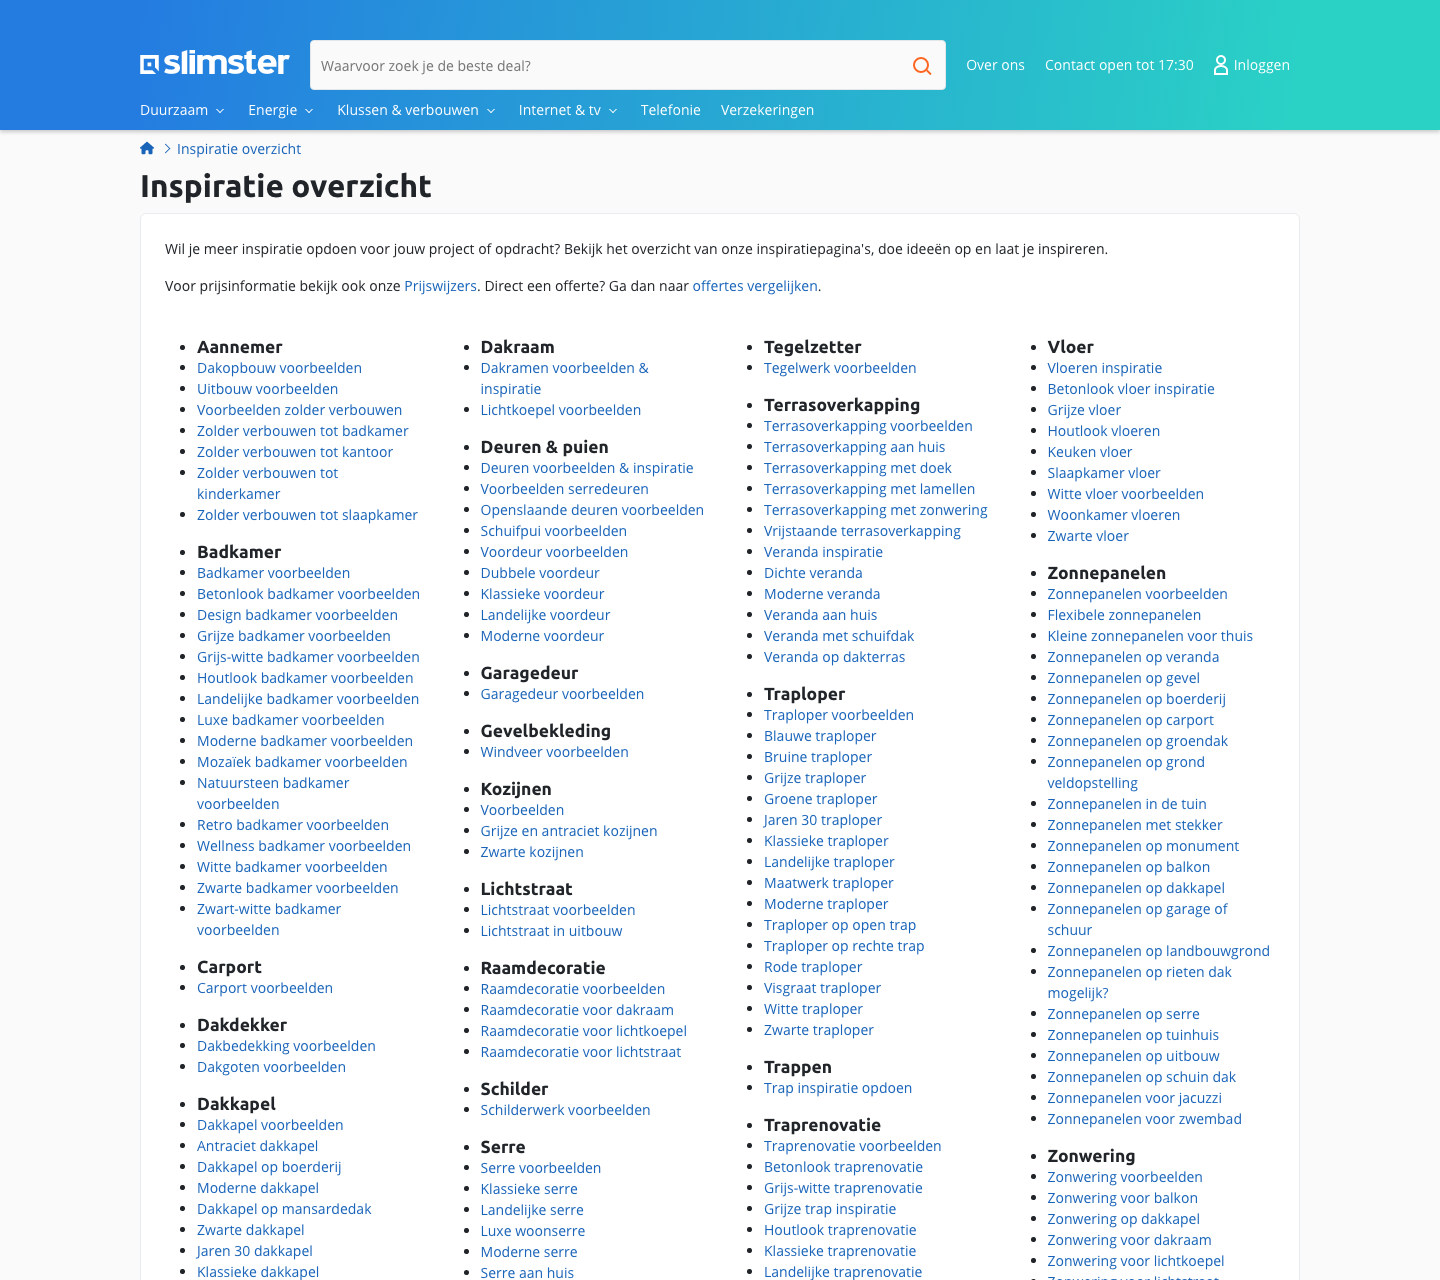 slimster
Waarvoor zoek je de beste deal?
Over ons
Contact open tot 17:30
Inloggen
Duurzaam
Energie
Klussen & verbouwen
Internet & tv
Telefonie
Verzekeringen
Inspiratie overzicht
Inspiratie overzicht
Wil je meer inspiratie opdoen voor jouw project of opdracht? Bekijk het overzicht van onze inspiratiepagina's, doe ideeën op en laat je inspireren.
Voor prijsinformatie bekijk ook onze Prijswijzers. Direct een offerte? Ga dan naar offertes vergelijken.
Aannemer
Dakopbouw voorbeelden
Uitbouw voorbeelden
Voorbeelden zolder verbouwen
Zolder verbouwen tot badkamer
Zolder verbouwen tot kantoor
Zolder verbouwen tot
kinderkamer
Zolder verbouwen tot slaapkamer
Badkamer
Badkamer voorbeelden
Betonlook badkamer voorbeelden
Design badkamer voorbeelden
Grijze badkamer voorbeelden
Grijs-witte badkamer voorbeelden
Houtlook badkamer voorbeelden
Landelijke badkamer voorbeelden
Luxe badkamer voorbeelden
Moderne badkamer voorbeelden
Mozaïek badkamer voorbeelden
Natuursteen badkamer
voorbeelden
Retro badkamer voorbeelden
Wellness badkamer voorbeelden
Witte badkamer voorbeelden
Zwarte badkamer voorbeelden
Zwart-witte badkamer
voorbeelden
Carport
Carport voorbeelden
Dakdekker
Dakbedekking voorbeelden
Dakgoten voorbeelden
Dakkapel
Dakkapel voorbeelden
Antraciet dakkapel
Dakkapel op boerderij
Moderne dakkapel
Dakkapel op mansardedak
Zwarte dakkapel
Jaren 30 dakkapel
Klassieke dakkapel
Dakraam
Dakramen voorbeelden &
inspiratie
Lichtkoepel voorbeelden
Deuren & puien
Deuren voorbeelden & inspiratie
Voorbeelden serredeuren
Openslaande deuren voorbeelden
Schuifpui voorbeelden
Voordeur voorbeelden
Dubbele voordeur
Klassieke voordeur
Landelijke voordeur
Moderne voordeur
Garagedeur
Garagedeur voorbeelden
Gevelbekleding
Windveer voorbeelden
Kozijnen
Voorbeelden
Grijze en antraciet kozijnen
Zwarte kozijnen
Lichtstraat
Lichtstraat voorbeelden
Lichtstraat in uitbouw
Raamdecoratie
Raamdecoratie voorbeelden
Raamdecoratie voor dakraam
Raamdecoratie voor lichtkoepel
Raamdecoratie voor lichtstraat
Schilder
Schilderwerk voorbeelden
Serre
Serre voorbeelden
Klassieke serre
Landelijke serre
Luxe woonserre
Moderne serre
Serre aan huis
Tegelzetter
Tegelwerk voorbeelden
Terrasoverkapping
Terrasoverkapping voorbeelden
Terrasoverkapping aan huis
Terrasoverkapping met doek
Terrasoverkapping met lamellen
Terrasoverkapping met zonwering
Vrijstaande terrasoverkapping
Veranda inspiratie
Dichte veranda
Moderne veranda
Veranda aan huis
Veranda met schuifdak
Veranda op dakterras
Traploper
Traploper voorbeelden
Blauwe traploper
Bruine traploper
Grijze traploper
Groene traploper
Jaren 30 traploper
Klassieke traploper
Landelijke traploper
Maatwerk traploper
Moderne traploper
Traploper op open trap
Traploper op rechte trap
Rode traploper
Visgraat traploper
Witte traploper
Zwarte traploper
Trappen
Trap inspiratie opdoen
Traprenovatie
Traprenovatie voorbeelden
Betonlook traprenovatie
Grijs-witte traprenovatie
Grijze trap inspiratie
Houtlook traprenovatie
Klassieke traprenovatie
Landelijke traprenovatie
Vloer
Vloeren inspiratie
Betonlook vloer inspiratie
Grijze vloer
Houtlook vloeren
Keuken vloer
Slaapkamer vloer
Witte vloer voorbeelden
Woonkamer vloeren
Zwarte vloer
Zonnepanelen
Zonnepanelen voorbeelden
Flexibele zonnepanelen
Kleine zonnepanelen voor thuis
Zonnepanelen op veranda
Zonnepanelen op gevel
Zonnepanelen op boerderij
Zonnepanelen op carport
Zonnepanelen op groendak
Zonnepanelen op grond
veldopstelling
Zonnepanelen in de tuin
Zonnepanelen met stekker
Zonnepanelen op monument
Zonnepanelen op balkon
Zonnepanelen op dakkapel
Zonnepanelen op garage of
schuur
Zonnepanelen op landbouwgrond
Zonnepanelen op rieten dak
mogelijk?
Zonnepanelen op serre
Zonnepanelen op tuinhuis
Zonnepanelen op uitbouw
Zonnepanelen op schuin dak
Zonnepanelen voor jacuzzi
Zonnepanelen voor zwembad
Zonwering
Zonwering voorbeelden
Zonwering voor balkon
Zonwering op dakkapel
Zonwering voor dakraam
Zonwering voor lichtkoepel